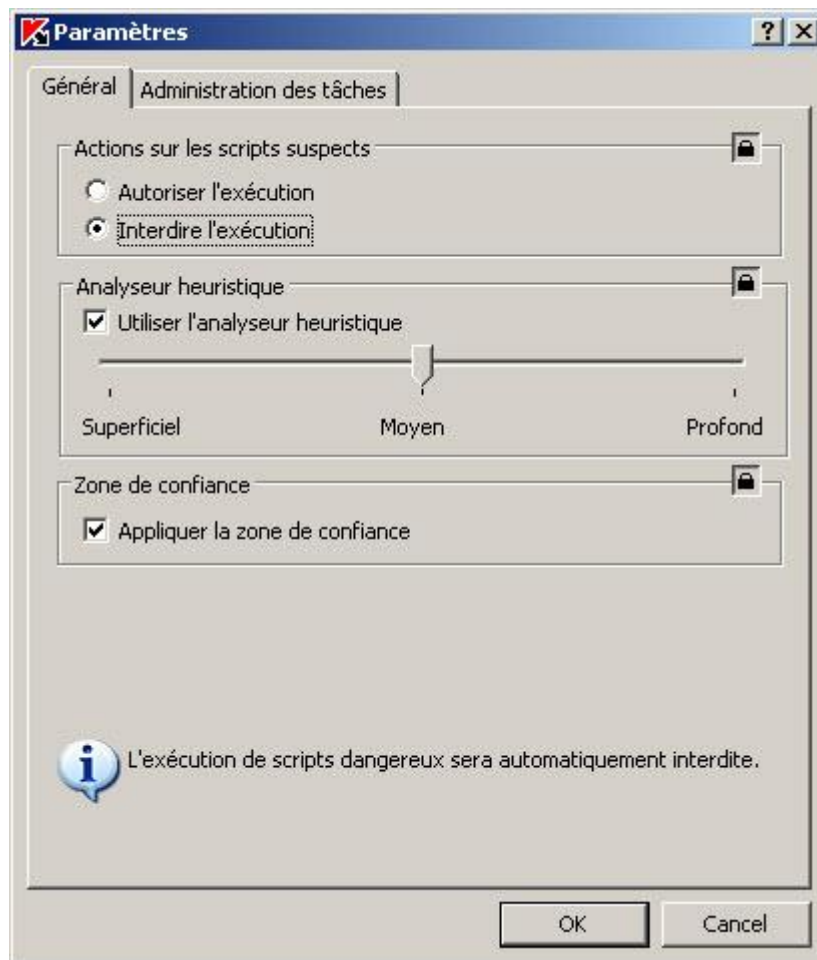 Paramètres
Général
Administration des tâches
Actions sur les scripts suspects
Autoriser l'exécution
Interdire l'exécution
Analyseur heuristique
Utiliser l'analyseur heuristique
Superficiel Moyen Profond
Zone de confiance
Appliquer la zone de confiance
L'exécution de scripts dangereux sera automatiquement interdite.
OK Cancel